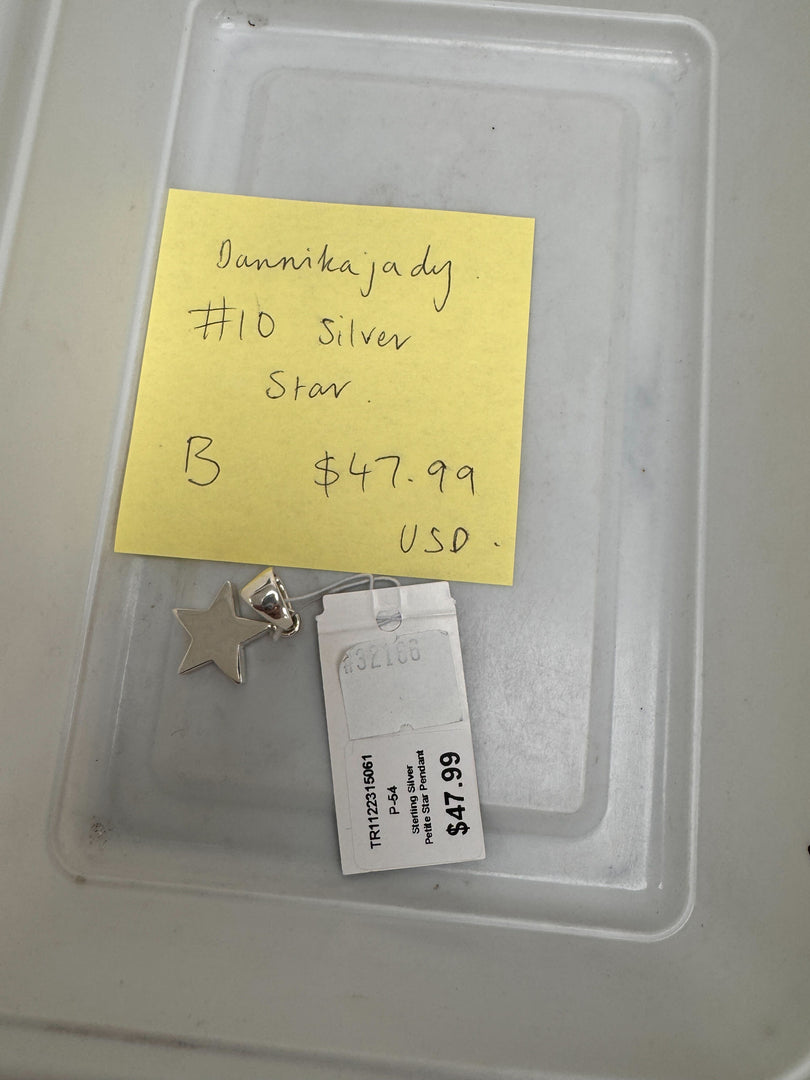 Dannikajady.
#10 Silver
Star.
B $47.99
USD.
#32166
TR1122315061
P-54
Sterling Silver
Petite Star Pendant
$47.99